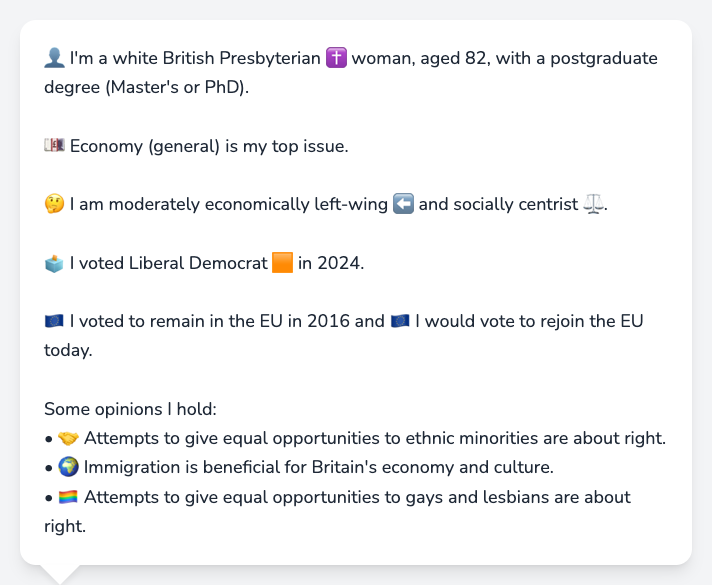 👤 I'm a white British Presbyterian ✝️ woman, aged 82, with a postgraduate
degree (Master's or PhD).
💷 Economy (general) is my top issue.
🤔 I am moderately economically left-wing ⬅️ and socially centrist ⚖️.
🗳️ I voted Liberal Democrat 🟧 in 2024.
🇪🇺 I voted to remain in the EU in 2016 and 🇪🇺 I would vote to rejoin the EU
today.
Some opinions I hold:
• 🤝 Attempts to give equal opportunities to ethnic minorities are about right.
• 🌍 Immigration is beneficial for Britain's economy and culture.
• 🏳️‍🌈 Attempts to give equal opportunities to gays and lesbians are about
right.